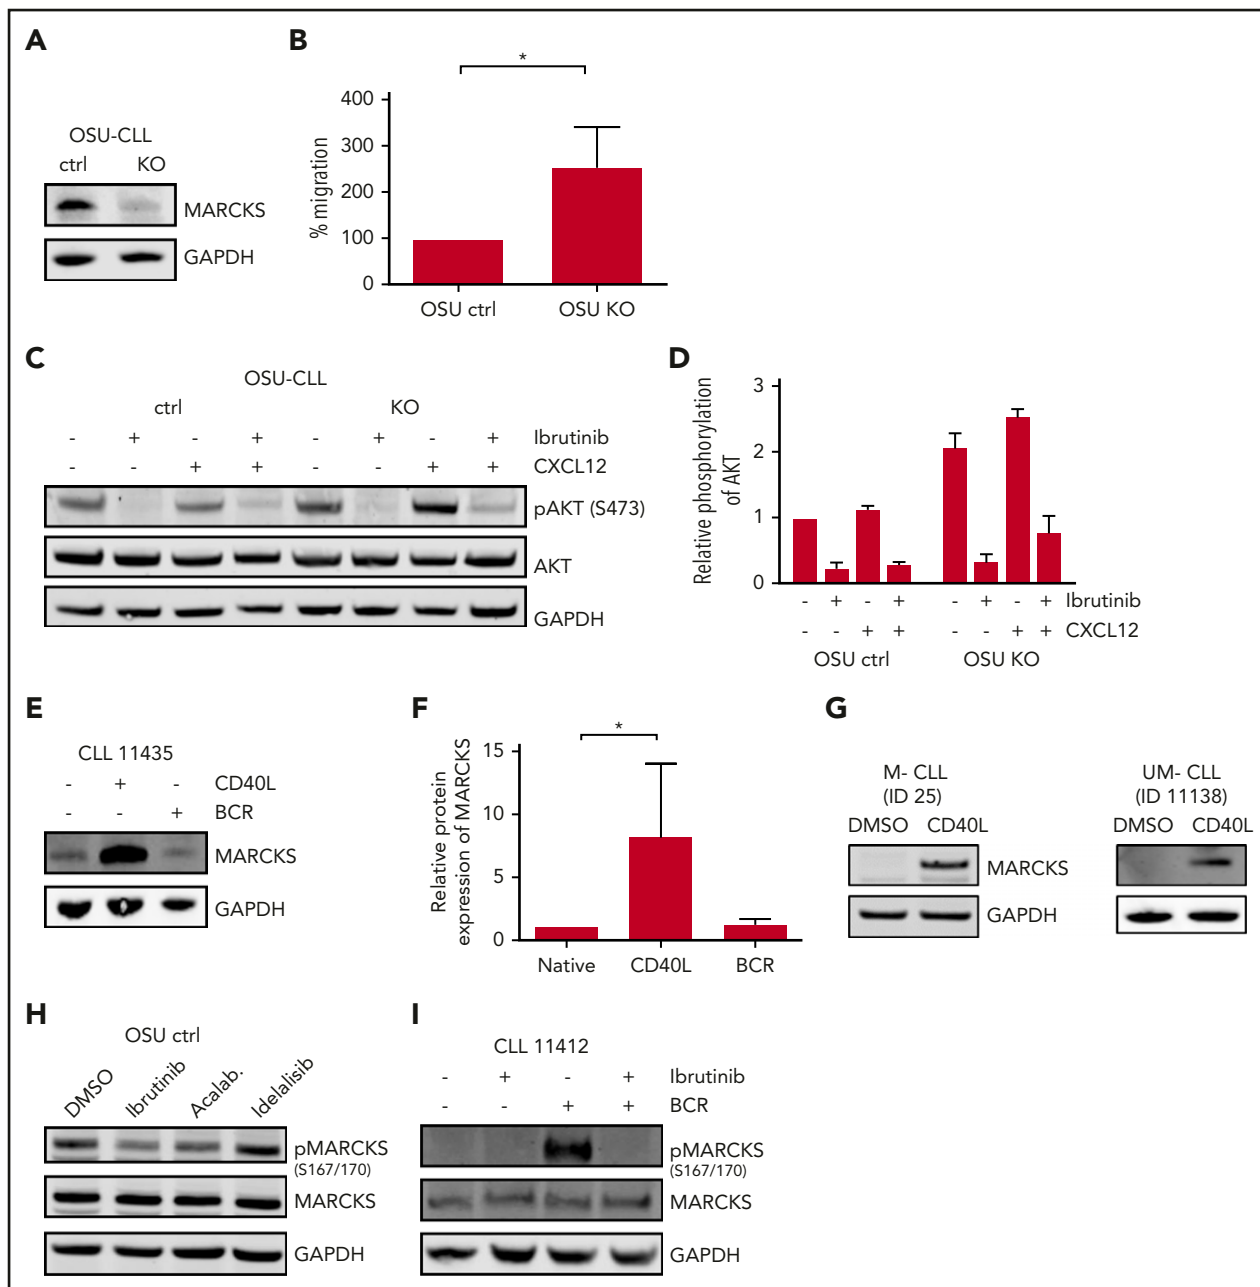 A
OSU-CLL
ctrl KO
MARCKS
GAPDH
B
*
400
300
200
100
0
% migration
OSU ctrl OSU KO
C
OSU-CLL
ctrl KO
- + - + - + - + Ibrutinib
- - + + - - + + CXCL12
pAKT (S473)
AKT
GAPDH
D
3
2
1
0
Relative phosphorylation
of AKT
- + - + - + - + Ibrutinib
- - + + - - + + CXCL12
OSU ctrl OSU KO
E
CLL 11435
- + - CD40L
- - + BCR
MARCKS
GAPDH
F
*
15
10
5
0
Relative protein
expression of MARCKS
Native CD40L BCR
G
M- CLL
(ID 25)
DMSO CD40L
MARCKS
GAPDH
UM- CLL
(ID 11138)
DMSO CD40L
H
OSU ctrl
DMSO Ibrutinib Acalab. Idelalisib
pMARCKS
(S167/170)
MARCKS
GAPDH
I
CLL 11412
- + - + Ibrutinib
- - + + BCR
pMARCKS
(S167/170)
MARCKS
GAPDH